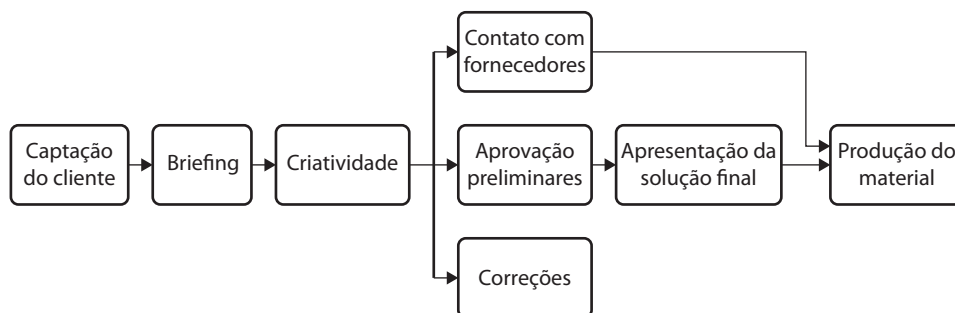 Contato com
fornecedores
Captação
do cliente
Briefing
Criatividade
Aprovação
preliminares
Apresentação da
solução final
Produção do
material
Correções